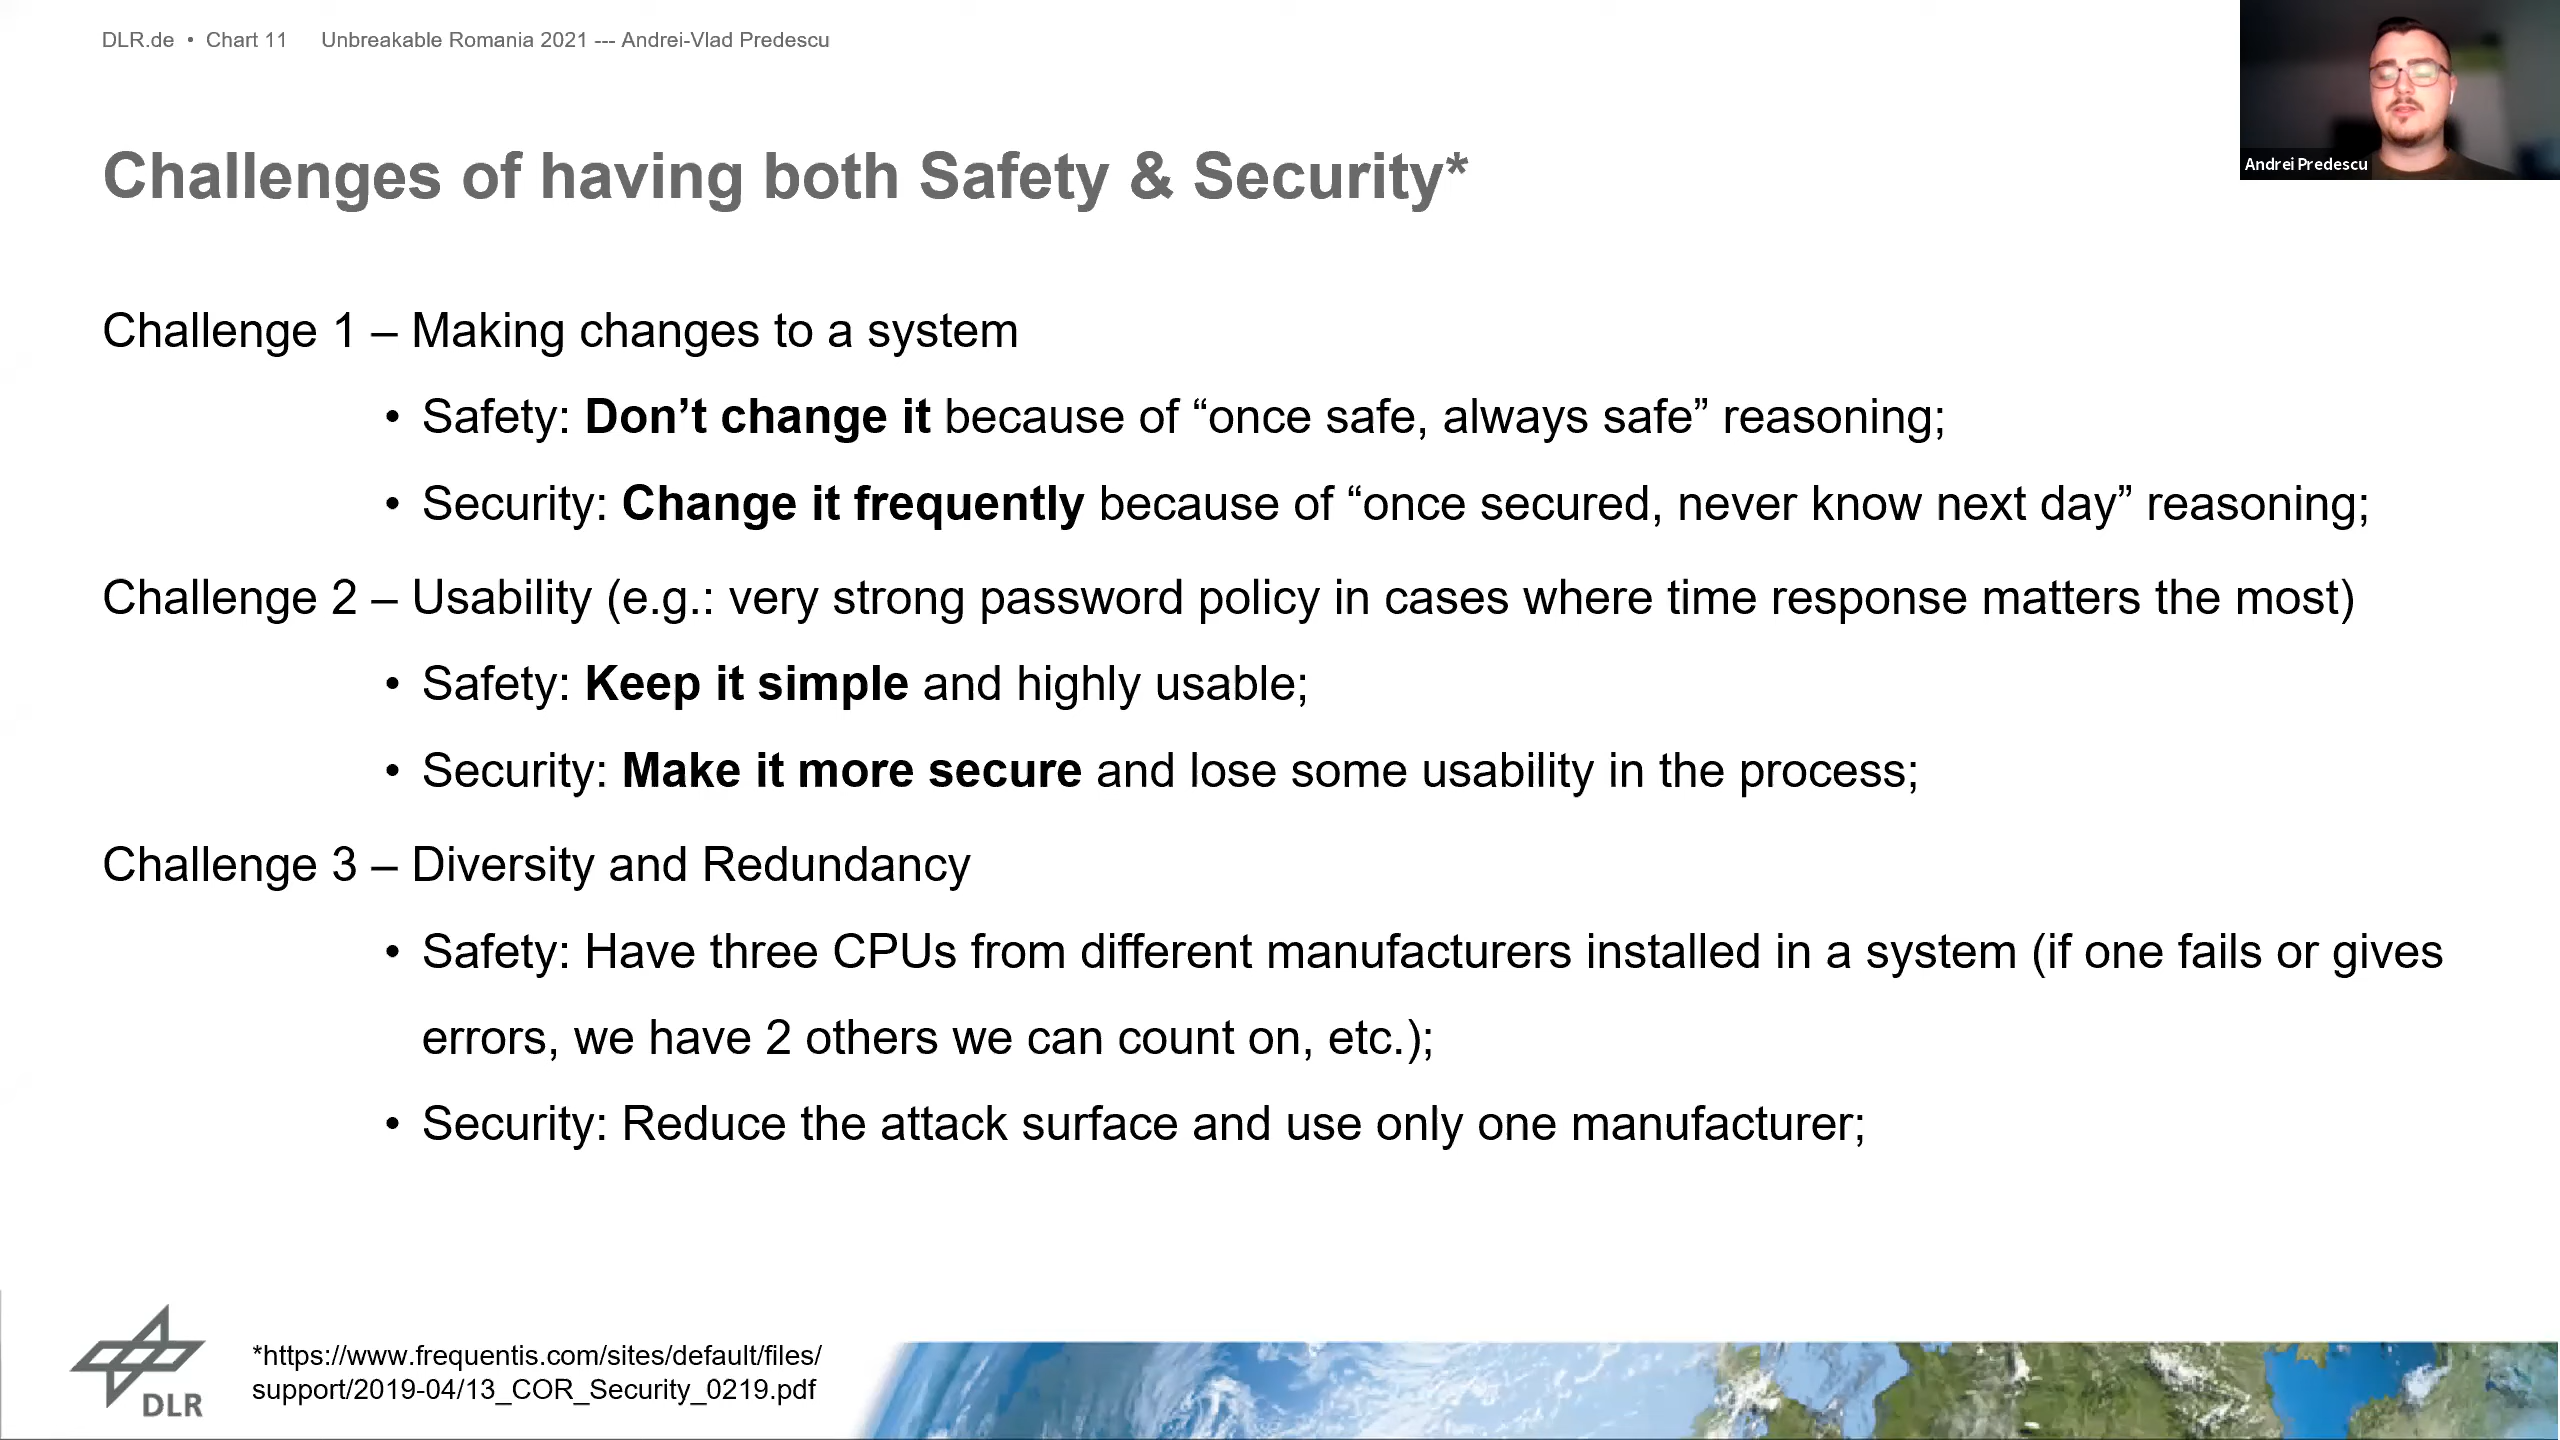 DLR.de • Chart 11 Unbreakable Romania 2021 --- Andrei-Vlad Predescu
Andrei Predescu
Challenges of having both Safety & Security*
Challenge 1 – Making changes to a system
• Safety: Don’t change it because of “once safe, always safe” reasoning;
• Security: Change it frequently because of “once secured, never know next day” reasoning;
Challenge 2 – Usability (e.g.: very strong password policy in cases where time response matters the most)
• Safety: Keep it simple and highly usable;
• Security: Make it more secure and lose some usability in the process;
Challenge 3 – Diversity and Redundancy
• Safety: Have three CPUs from different manufacturers installed in a system (if one fails or gives
errors, we have 2 others we can count on, etc.);
• Security: Reduce the attack surface and use only one manufacturer;
DLR
*https://www.frequentis.com/sites/default/files/
support/2019-04/13_COR_Security_0219.pdf